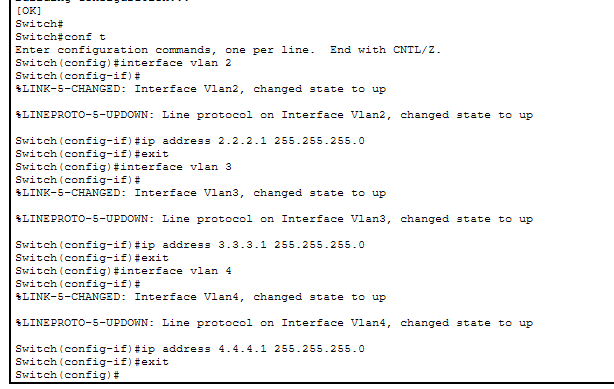 [OK]
Switch#
Switch#conf t
Enter configuration commands, one per line.  End with CNTL/Z.
Switch(config)#interface vlan 2
Switch(config-if)#
%LINK-5-CHANGED: Interface Vlan2, changed state to up
%LINEPROTO-5-UPDOWN: Line protocol on Interface Vlan2, changed state to up
Switch(config-if)#ip address 2.2.2.1 255.255.255.0
Switch(config-if)#exit
Switch(config)#interface vlan 3
Switch(config-if)#
%LINK-5-CHANGED: Interface Vlan3, changed state to up
%LINEPROTO-5-UPDOWN: Line protocol on Interface Vlan3, changed state to up
Switch(config-if)#ip address 3.3.3.1 255.255.255.0
Switch(config-if)#exit
Switch(config)#interface vlan 4
Switch(config-if)#
%LINK-5-CHANGED: Interface Vlan4, changed state to up
%LINEPROTO-5-UPDOWN: Line protocol on Interface Vlan4, changed state to up
Switch(config-if)#ip address 4.4.4.1 255.255.255.0
Switch(config-if)#exit
Switch(config)#